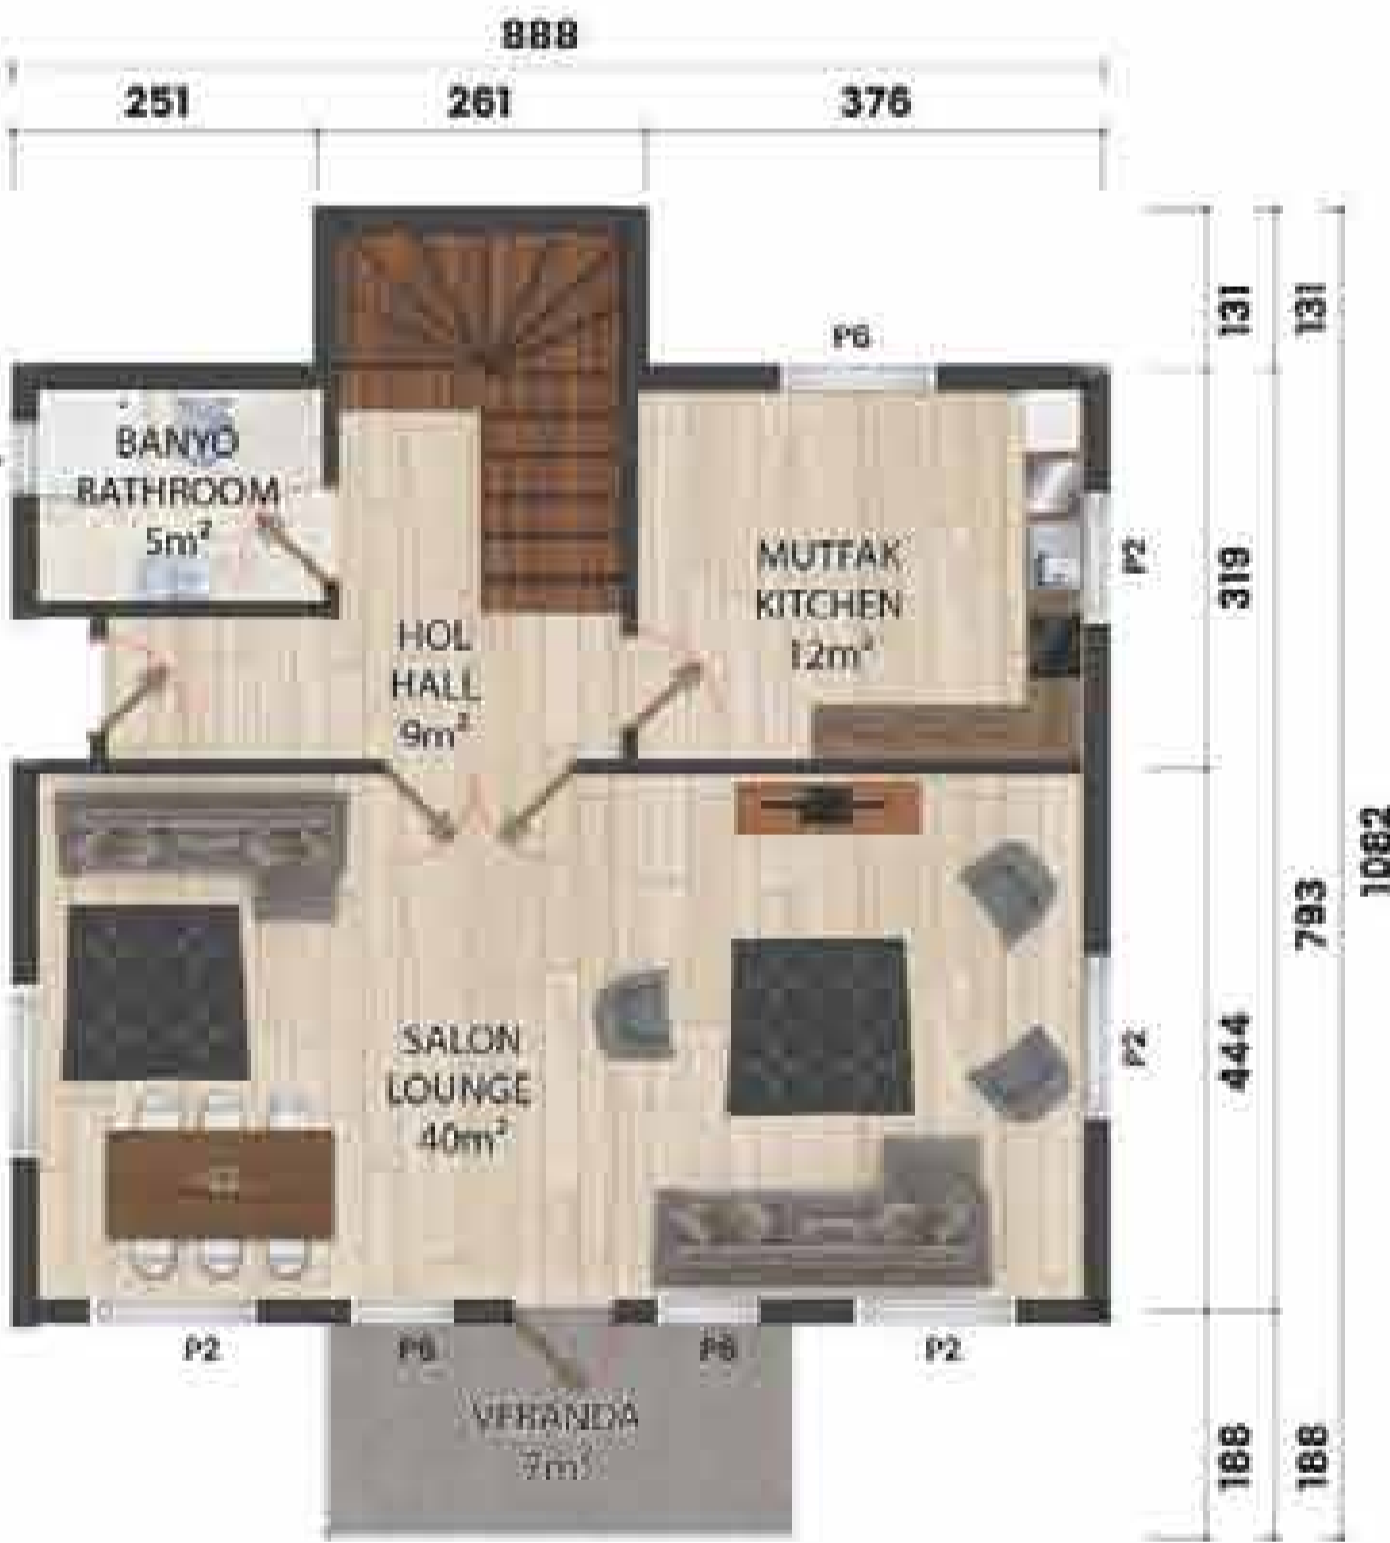 888
251
261
376
131
131
P6
BANYO
BATHROOM
5m²
MUTFAK
KITCHEN
12m²
P2
319
HOL
HALL
9m²
1082
793
SALON
LOUNGE
40m²
P2
444
P2
P6
P6
P2
VERANDA
7m²
188
188